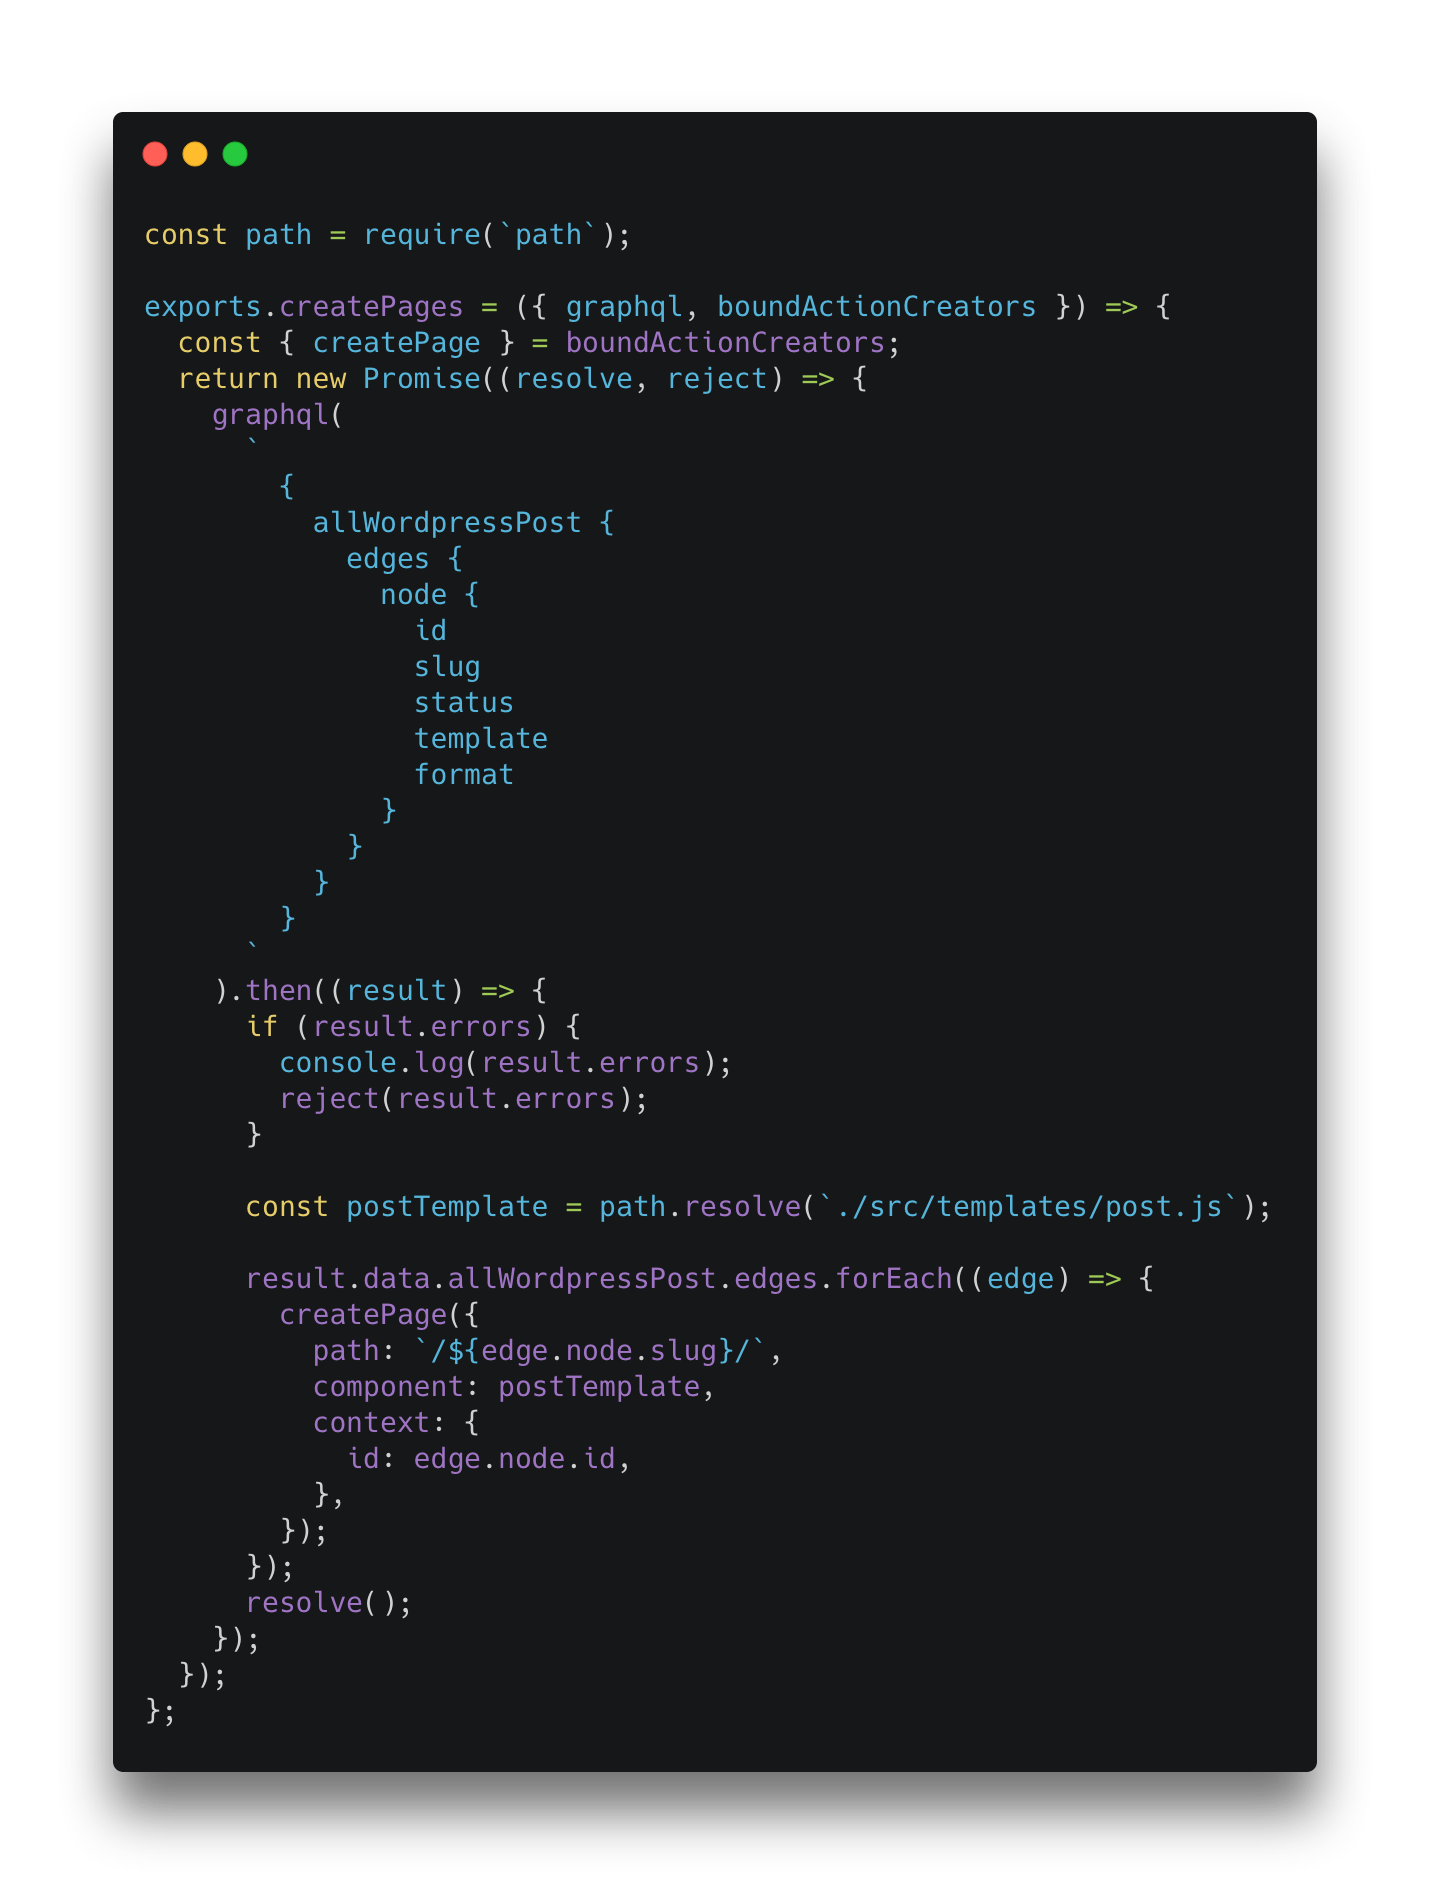 const path = require(`path`);

exports.createPages = ({ graphql, boundActionCreators }) => {
  const { createPage } = boundActionCreators;
  return new Promise((resolve, reject) => {
    graphql(
      `
        {
          allWordpressPost {
            edges {
              node {
                id
                slug
                status
                template
                format
              }
            }
          }
        }
      `
    ).then((result) => {
      if (result.errors) {
        console.log(result.errors);
        reject(result.errors);
      }

      const postTemplate = path.resolve(`./src/templates/post.js`);

      result.data.allWordpressPost.edges.forEach((edge) => {
        createPage({
          path: `/${edge.node.slug}/`,
          component: postTemplate,
          context: {
            id: edge.node.id,
          },
        });
      });
      resolve();
    });
  });
};